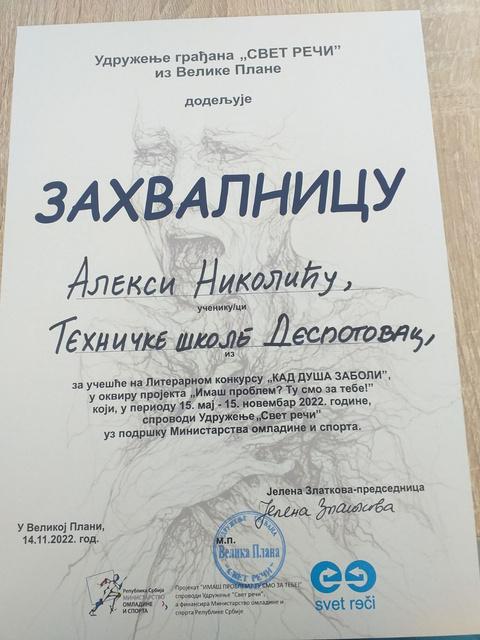 Удружење грађана „СВЕТ РЕЧИ”
из Велике Плане
додељује
ЗАХВАЛНИЦУ
Алекси Николићу,
ученику/ци
Техничке школе Деспотовац,
из
за учешће на Литерарном конкурсу „КАД ДУША ЗАБОЛИ”,
у оквиру пројекта „Имаш проблем? Ту смо за тебе!”
који, у периоду 15. мај - 15. новембар 2022. године,
спроводи Удружење „Свет речи”
уз подршку Министарства омладине и спорта.
Јелена Златкова-председница
Јелена Златкова
У Великој Плани,
14.11.2022. год.
м.п.
УДРУЖЕЊЕ ГРАЂАНА
Велика Плана
"СВЕТ РЕЧИ"
Република Србија
МИНИСТАРСТВО
ОМЛАДИНЕ
И СПОРТА
Пројекат "ИМАШ ПРОБЛЕМ? ТУ СМО ЗА ТЕБЕ!"
спроводи Удружење "Свет речи",
а финансира Министарство омладине и
спорта Републике Србије
svet reči